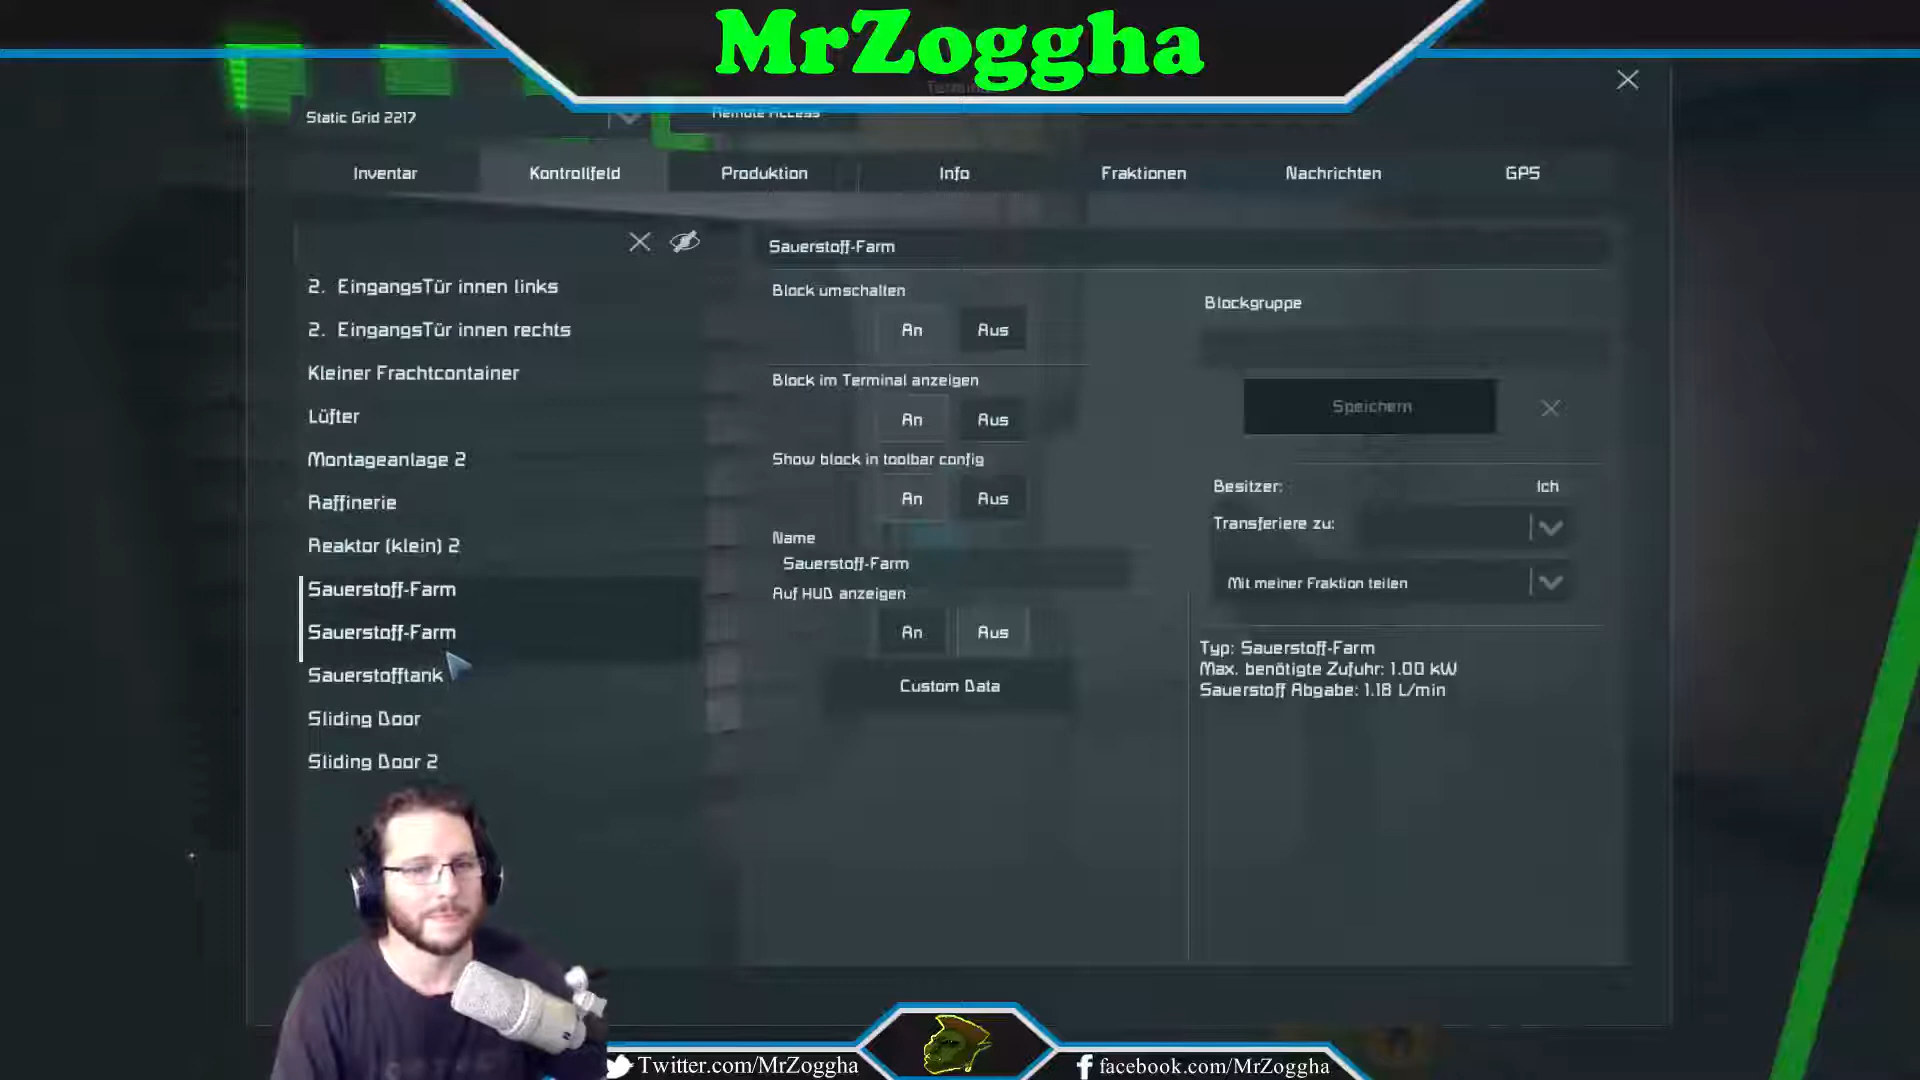 MrZoggha
Terminal
Static Grid 2217
Remote Access
Inventar
Kontrollfeld
Produktion
Info
Fraktionen
Nachrichten
GPS
2. EingangsTür innen links
2. EingangsTür innen rechts
Kleiner Frachtcontainer
Lüfter
Montageanlage 2
Raffinerie
Reaktor (klein) 2
Sauerstoff-Farm
Sauerstoff-Farm
Sauerstofftank
Sliding Door
Sliding Door 2
Sauerstoff-Farm
Block umschalten
An Aus
Block im Terminal anzeigen
An Aus
Show block in toolbar config
An Aus
Name
Sauerstoff-Farm
Auf HUD anzeigen
An Aus
Custom Data
Blockgruppe
Speichern
Besitzer: Ich
Transferiere zu:
Mit meiner Fraktion teilen
Typ: Sauerstoff-Farm
Max. benötigte Zufuhr: 1.00 kW
Sauerstoff Abgabe: 1.18 L/min
Twitter.com/MrZoggha
facebook.com/MrZoggha